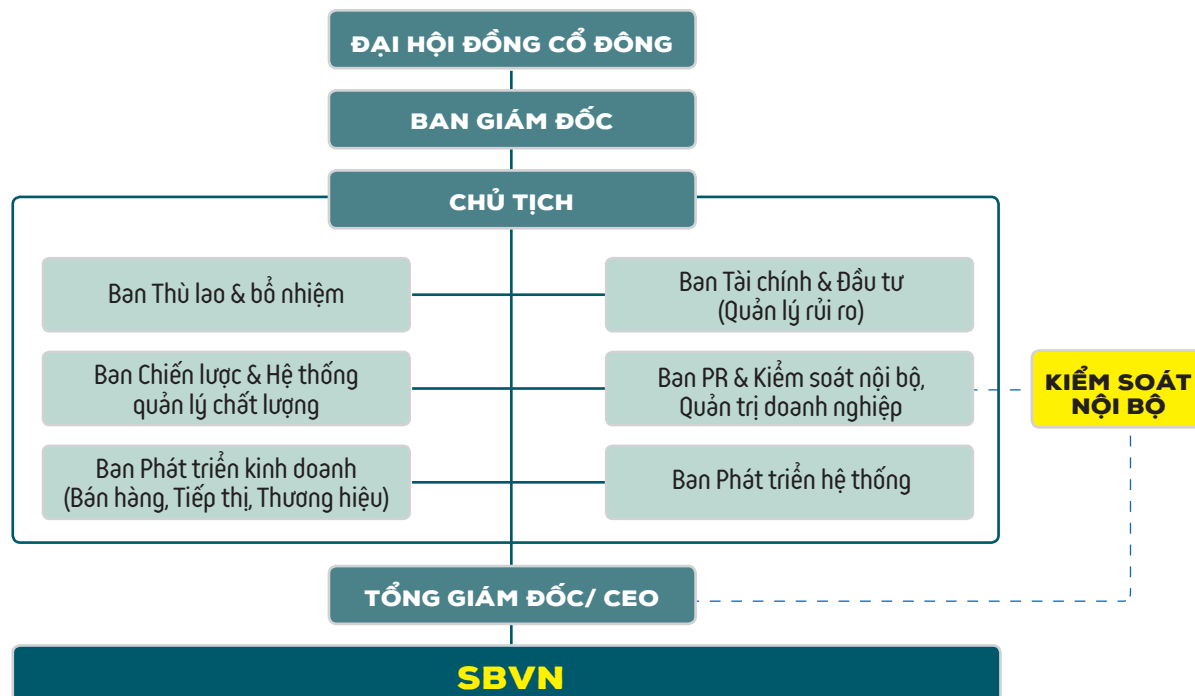 ĐẠI HỘI ĐỒNG CỔ ĐÔNG
BAN GIÁM ĐỐC
CHỦ TỊCH
Ban Thù lao & bổ nhiệm
Ban Tài chính & Đầu tư
(Quản lý rủi ro)
Ban Chiến lược & Hệ thống
quản lý chất lượng
Ban PR & Kiểm soát nội bộ,
Quản trị doanh nghiệp
KIỂM SOÁT
NỘI BỘ
Ban Phát triển kinh doanh
(Bán hàng, Tiếp thị, Thương hiệu)
Ban Phát triển hệ thống
TỔNG GIÁM ĐỐC/ CEO
SBVN